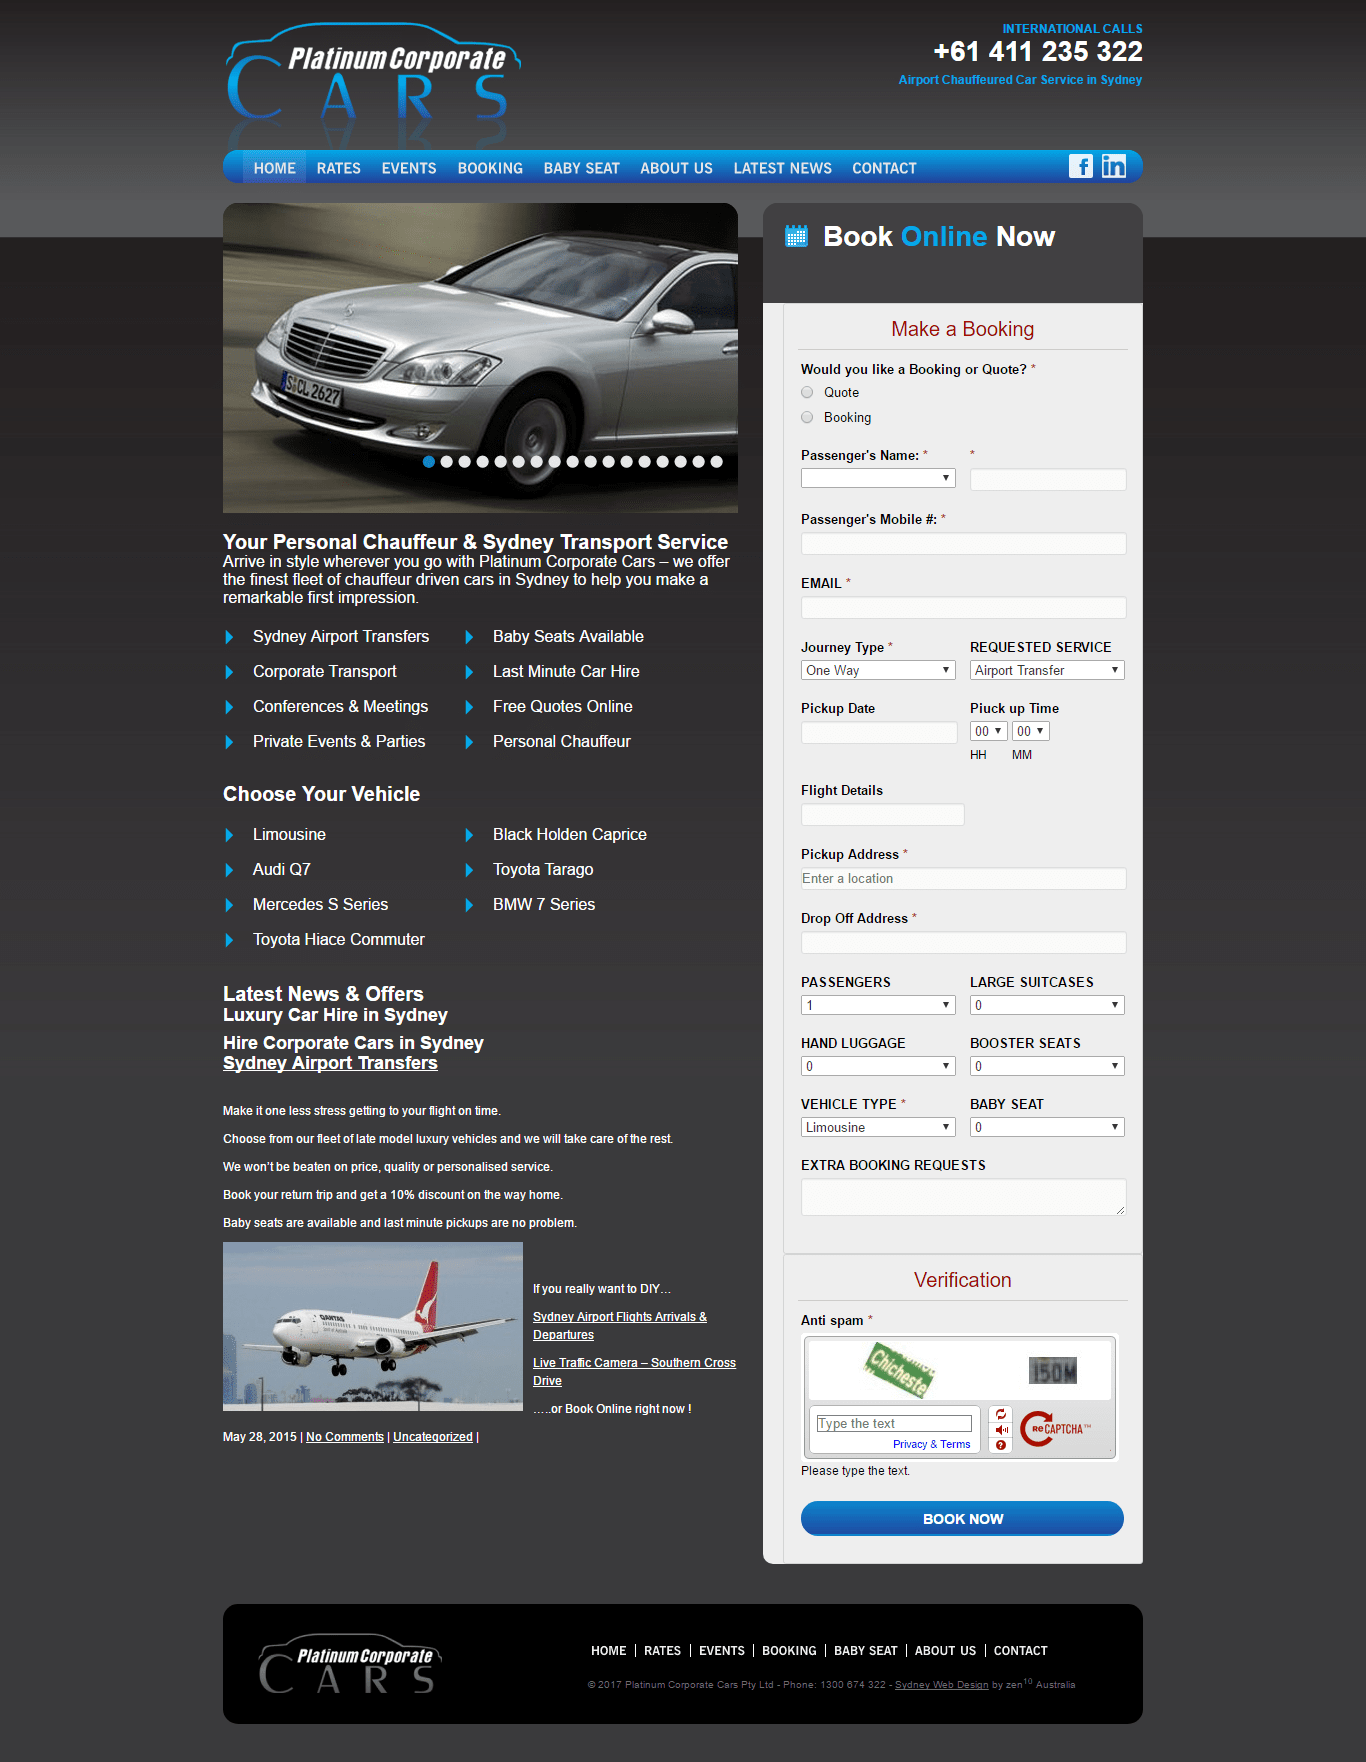 Platinum Corporate
CARS
INTERNATIONAL CALLS
+61 411 235 322
Airport Chauffeured Car Service in Sydney
HOME RATES EVENTS BOOKING BABY SEAT ABOUT US LATEST NEWS CONTACT f in
S CL 2627
Your Personal Chauffeur & Sydney Transport Service
Arrive in style wherever you go with Platinum Corporate Cars – we offer
the finest fleet of chauffeur driven cars in Sydney to help you make a
remarkable first impression.
Sydney Airport Transfers Baby Seats Available
Corporate Transport Last Minute Car Hire
Conferences & Meetings Free Quotes Online
Private Events & Parties Personal Chauffeur
Choose Your Vehicle
Limousine Black Holden Caprice
Audi Q7 Toyota Tarago
Mercedes S Series BMW 7 Series
Toyota Hiace Commuter
Latest News & Offers
Luxury Car Hire in Sydney
Hire Corporate Cars in Sydney
Sydney Airport Transfers
Make it one less stress getting to your flight on time.
Choose from our fleet of late model luxury vehicles and we will take care of the rest.
We won't be beaten on price, quality or personalised service.
Book your return trip and get a 10% discount on the way home.
Baby seats are available and last minute pickups are no problem.
QANTAS
If you really want to DIY…
Sydney Airport Flights Arrivals &
Departures
Live Traffic Camera – Southern Cross
Drive
…..or Book Online right now !
May 28, 2015 | No Comments | Uncategorized |
Book Online Now
Make a Booking
Would you like a Booking or Quote? *
Quote
Booking
Passenger's Name: * *
Passenger's Mobile #: *
EMAIL *
Journey Type * REQUESTED SERVICE
One Way Airport Transfer
Pickup Date Piuck up Time
00 00
HH MM
Flight Details
Pickup Address *
Enter a location
Drop Off Address *
PASSENGERS LARGE SUITCASES
1 0
HAND LUGGAGE BOOSTER SEATS
0 0
VEHICLE TYPE * BABY SEAT
Limousine 0
EXTRA BOOKING REQUESTS
Verification
Anti spam *
Chicheste 150M
Type the text
Privacy & Terms
reCAPTCHA™
Please type the text.
BOOK NOW
Platinum Corporate
CARS
HOME | RATES | EVENTS | BOOKING | BABY SEAT | ABOUT US | CONTACT
© 2017 Platinum Corporate Cars Pty Ltd - Phone: 1300 674 322 - Sydney Web Design by zen10 Australia